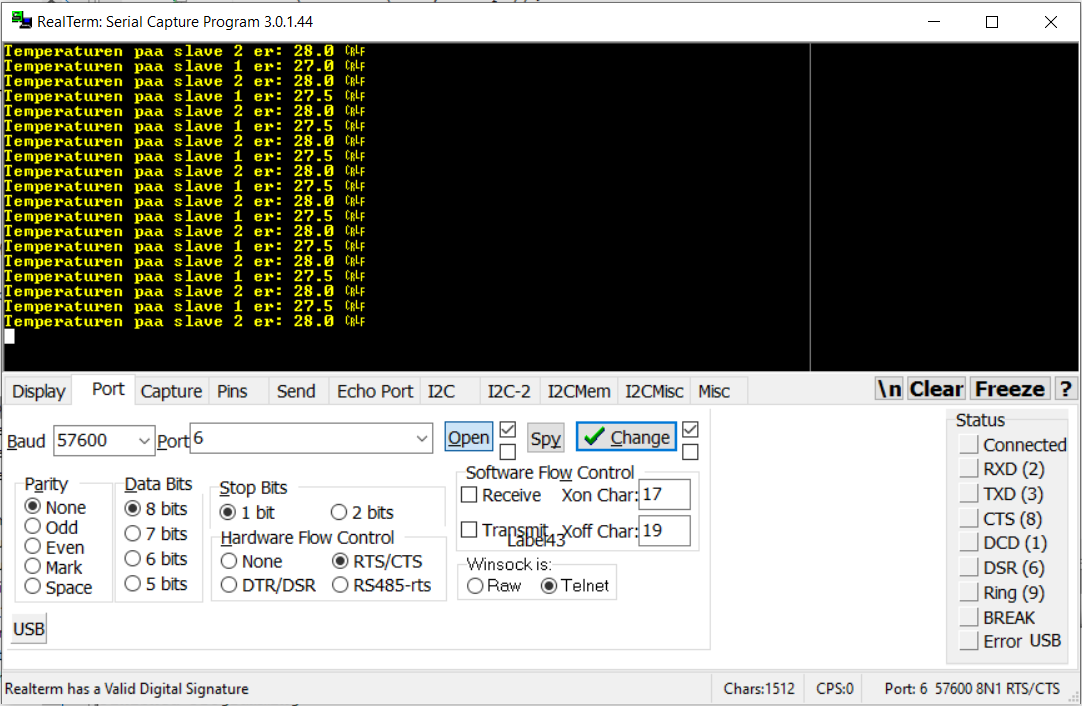 RealTerm: Serial Capture Program 3.0.1.44
Temperaturen paa slave 2 er: 28.0 CRLF
Temperaturen paa slave 1 er: 27.0 CRLF
Temperaturen paa slave 2 er: 28.0 CRLF
Temperaturen paa slave 1 er: 27.5 CRLF
Temperaturen paa slave 2 er: 28.0 CRLF
Temperaturen paa slave 1 er: 27.5 CRLF
Temperaturen paa slave 2 er: 28.0 CRLF
Temperaturen paa slave 1 er: 27.5 CRLF
Temperaturen paa slave 2 er: 28.0 CRLF
Temperaturen paa slave 1 er: 27.5 CRLF
Temperaturen paa slave 2 er: 28.0 CRLF
Temperaturen paa slave 1 er: 27.5 CRLF
Temperaturen paa slave 2 er: 28.0 CRLF
Temperaturen paa slave 1 er: 27.5 CRLF
Temperaturen paa slave 2 er: 28.0 CRLF
Temperaturen paa slave 1 er: 27.5 CRLF
Temperaturen paa slave 2 er: 28.0 CRLF
Temperaturen paa slave 1 er: 27.5 CRLF
Temperaturen paa slave 2 er: 28.0 CRLF
Display Port Capture Pins Send Echo Port I2C I2C-2 I2CMem I2CMisc Misc \n Clear Freeze ?
Baud 57600 Port 6 Open Spy Change
Parity
None
Odd
Even
Mark
Space
Data Bits
8 bits
7 bits
6 bits
5 bits
Stop Bits
1 bit 2 bits
Hardware Flow Control
None RTS/CTS
DTR/DSR RS485-rts
Software Flow Control
Receive Xon Char: 17
Transmit Xoff Char: 19
Label43
Winsock is:
Raw Telnet
USB
Status
Connected
RXD (2)
TXD (3)
CTS (8)
DCD (1)
DSR (6)
Ring (9)
BREAK
Error USB
Realterm has a Valid Digital Signature Chars:1512 CPS:0 Port: 6 57600 8N1 RTS/CTS